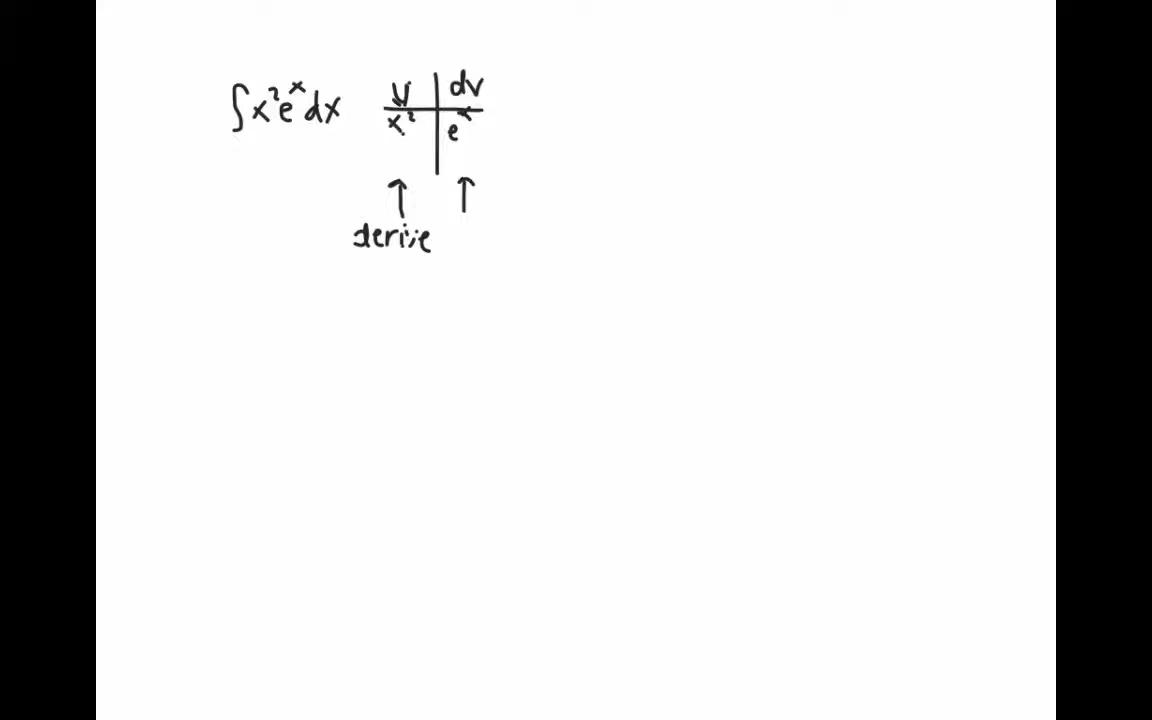 ∫x²eˣdx
u | dv
x² | eˣ
↑ ↑
derive